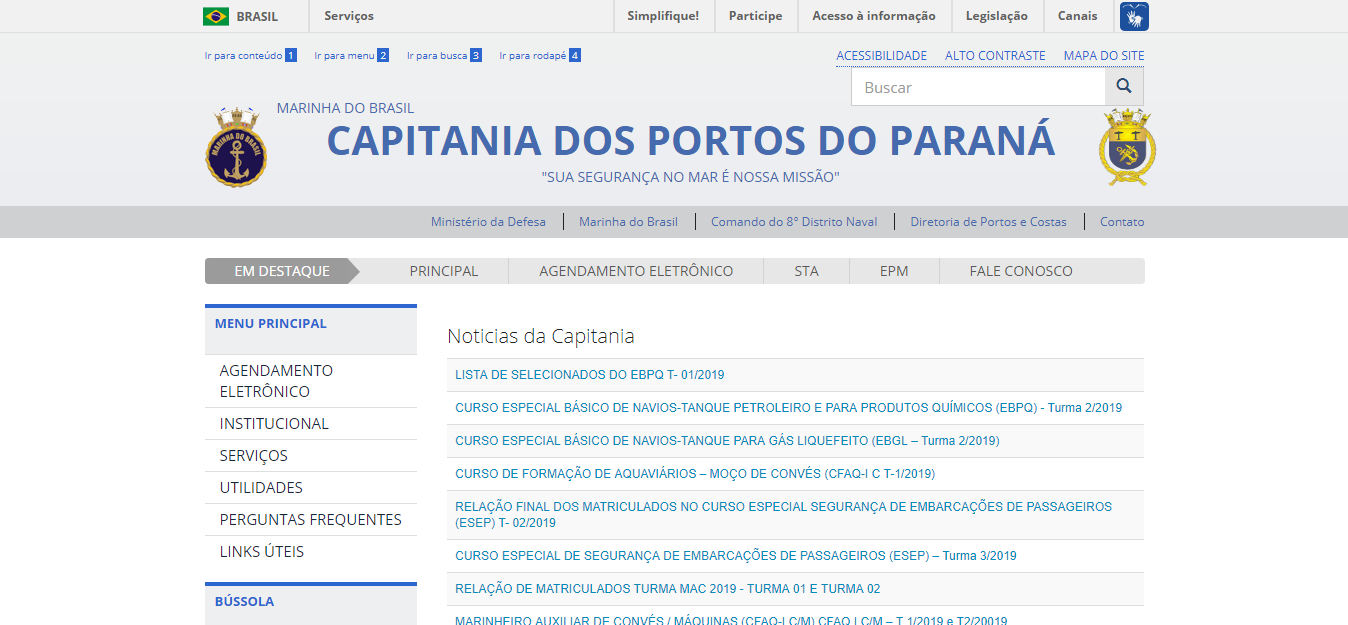 BRASIL
Serviços
Simplifique!
Participe
Acesso à informação
Legislação
Canais
Ir para conteúdo 1
Ir para menu 2
Ir para busca 3
Ir para rodapé 4
ACESSIBILIDADE
ALTO CONTRASTE
MAPA DO SITE
Buscar
MARINHA DO BRASIL
CAPITANIA DOS PORTOS DO PARANÁ
"SUA SEGURANÇA NO MAR É NOSSA MISSÃO"
MARINHA DO BRASIL
Ministério da Defesa
Marinha do Brasil
Comando do 8° Distrito Naval
Diretoria de Portos e Costas
Contato
EM DESTAQUE
PRINCIPAL
AGENDAMENTO ELETRÔNICO
STA
EPM
FALE CONOSCO
MENU PRINCIPAL
AGENDAMENTO
ELETRÔNICO
INSTITUCIONAL
SERVIÇOS
UTILIDADES
PERGUNTAS FREQUENTES
LINKS ÚTEIS
BÚSSOLA
Noticias da Capitania
LISTA DE SELECIONADOS DO EBPQ T- 01/2019
CURSO ESPECIAL BÁSICO DE NAVIOS-TANQUE PETROLEIRO E PARA PRODUTOS QUÍMICOS (EBPQ) - Turma 2/2019
CURSO ESPECIAL BÁSICO DE NAVIOS-TANQUE PARA GÁS LIQUEFEITO (EBGL – Turma 2/2019)
CURSO DE FORMAÇÃO DE AQUAVIÁRIOS – MOÇO DE CONVÉS (CFAQ-I C T-1/2019)
RELAÇÃO FINAL DOS MATRICULADOS NO CURSO ESPECIAL SEGURANÇA DE EMBARCAÇÕES DE PASSAGEIROS
(ESEP) T- 02/2019
CURSO ESPECIAL DE SEGURANÇA DE EMBARCAÇÕES DE PASSAGEIROS (ESEP) – Turma 3/2019
RELAÇÃO DE MATRICULADOS TURMA MAC 2019 - TURMA 01 E TURMA 02
MARINHEIRO AUXILIAR DE CONVÉS / MÁQUINAS (CFAQ-I C/M) CFAQ I C/M – T 1/2019 e T2/20019